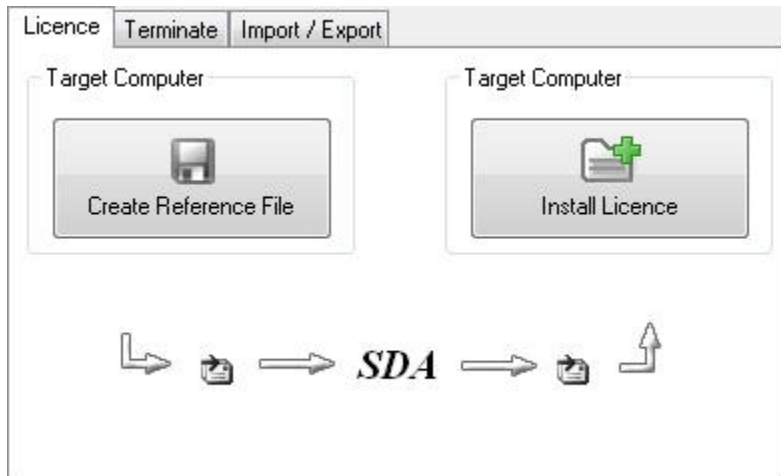 Licence Terminate Import / Export
Target Computer Target Computer
Create Reference File Install Licence
SDA